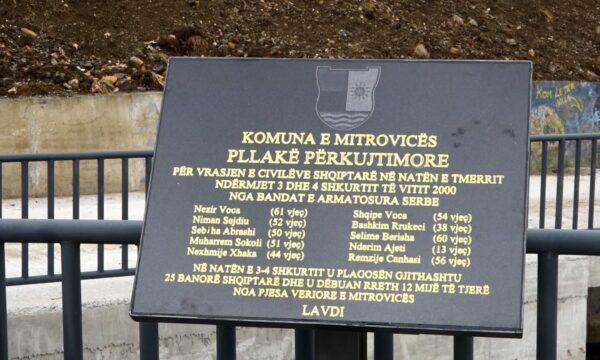 KOMUNA E MITROVICËS
PLLAKË PËRKUJTIMORE
PËR VRASJEN E CIVILËVE SHQIPTARË NË NATËN E TMERRIT
NDËRMJET 3 DHE 4 SHKURTIT TË VITIT 2000
NGA BANDAT E ARMATOSURA SERBE
Nezir Voca (61 vjeç)
Niman Sejdiu (52 vjeç)
Sebiha Abrashi (50 vjeç)
Muharrem Sokoli (51 vjeç)
Nexhmije Xhaka (44 vjeç)
Shqipe Voca (54 vjeç)
Bashkim Rrukeci (38 vjeç)
Selime Berisha (60 vjeç)
Nderim Ajeti (13 vjeç)
Remzije Canhasi (56 vjeç)
NË NATËN E 3-4 SHKURTIT U PLAGOSËN GJITHASHTU
25 BANORË SHQIPTARË DHE U DËBUAN RRETH 12 MIJË TË TJERË
NGA PJESA VERIORE E MITROVICËS
LAVDI